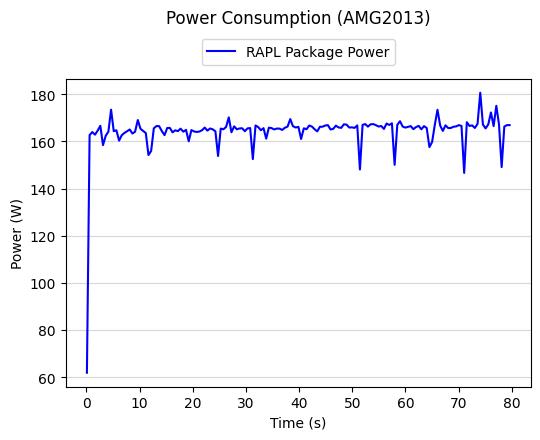 Power Consumption (AMG2013)
RAPL Package Power
Power (W)
180
160
140
120
100
80
60
0 10 20 30 40 50 60 70 80
Time (s)